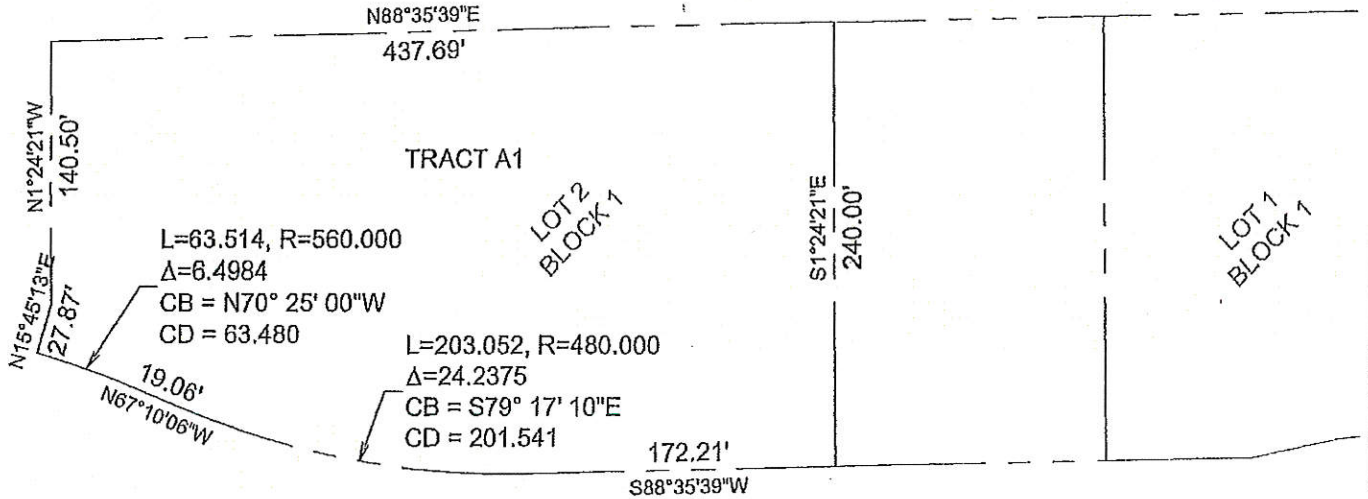 N88°35'39"E
437.69'
N1°24'21"W
140.50'
TRACT A1
LOT 2
BLOCK 1
S1°24'21"E
240.00'
LOT 1
BLOCK 1
L=63.514, R=560.000
Δ=6.4984
CB = N70° 25' 00"W
CD = 63.480
N15°45'13"E
27.87'
L=203.052, R=480.000
Δ=24.2375
CB = S79° 17' 10"E
CD = 201.541
19.06'
N67°10'06"W
172.21'
S88°35'39"W